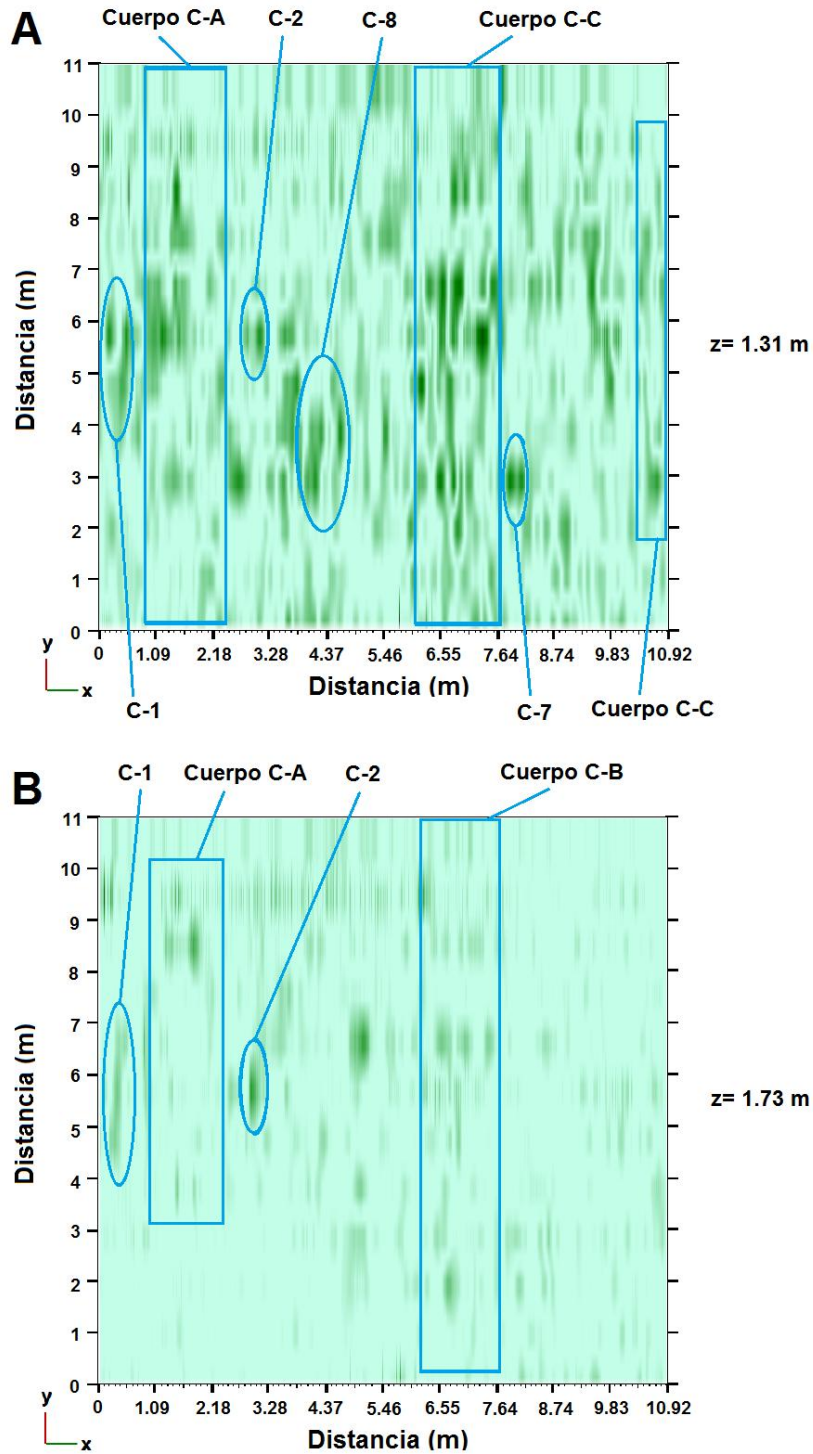 A
Cuerpo C-A
C-2
C-8
Cuerpo C-C
11
10
9
8
7
6
5
4
3
2
1
0
Distancia (m)
z= 1.31 m
0 1.09 2.18 3.28 4.37 5.46 6.55 7.64 8.74 9.83 10.92
y
x
Distancia (m)
C-1
C-7
Cuerpo C-C
B
C-1
Cuerpo C-A
C-2
Cuerpo C-B
11
10
9
8
7
6
5
4
3
2
1
0
Distancia (m)
z= 1.73 m
0 1.09 2.18 3.28 4.37 5.46 6.55 7.64 8.74 9.83 10.92
y
x
Distancia (m)